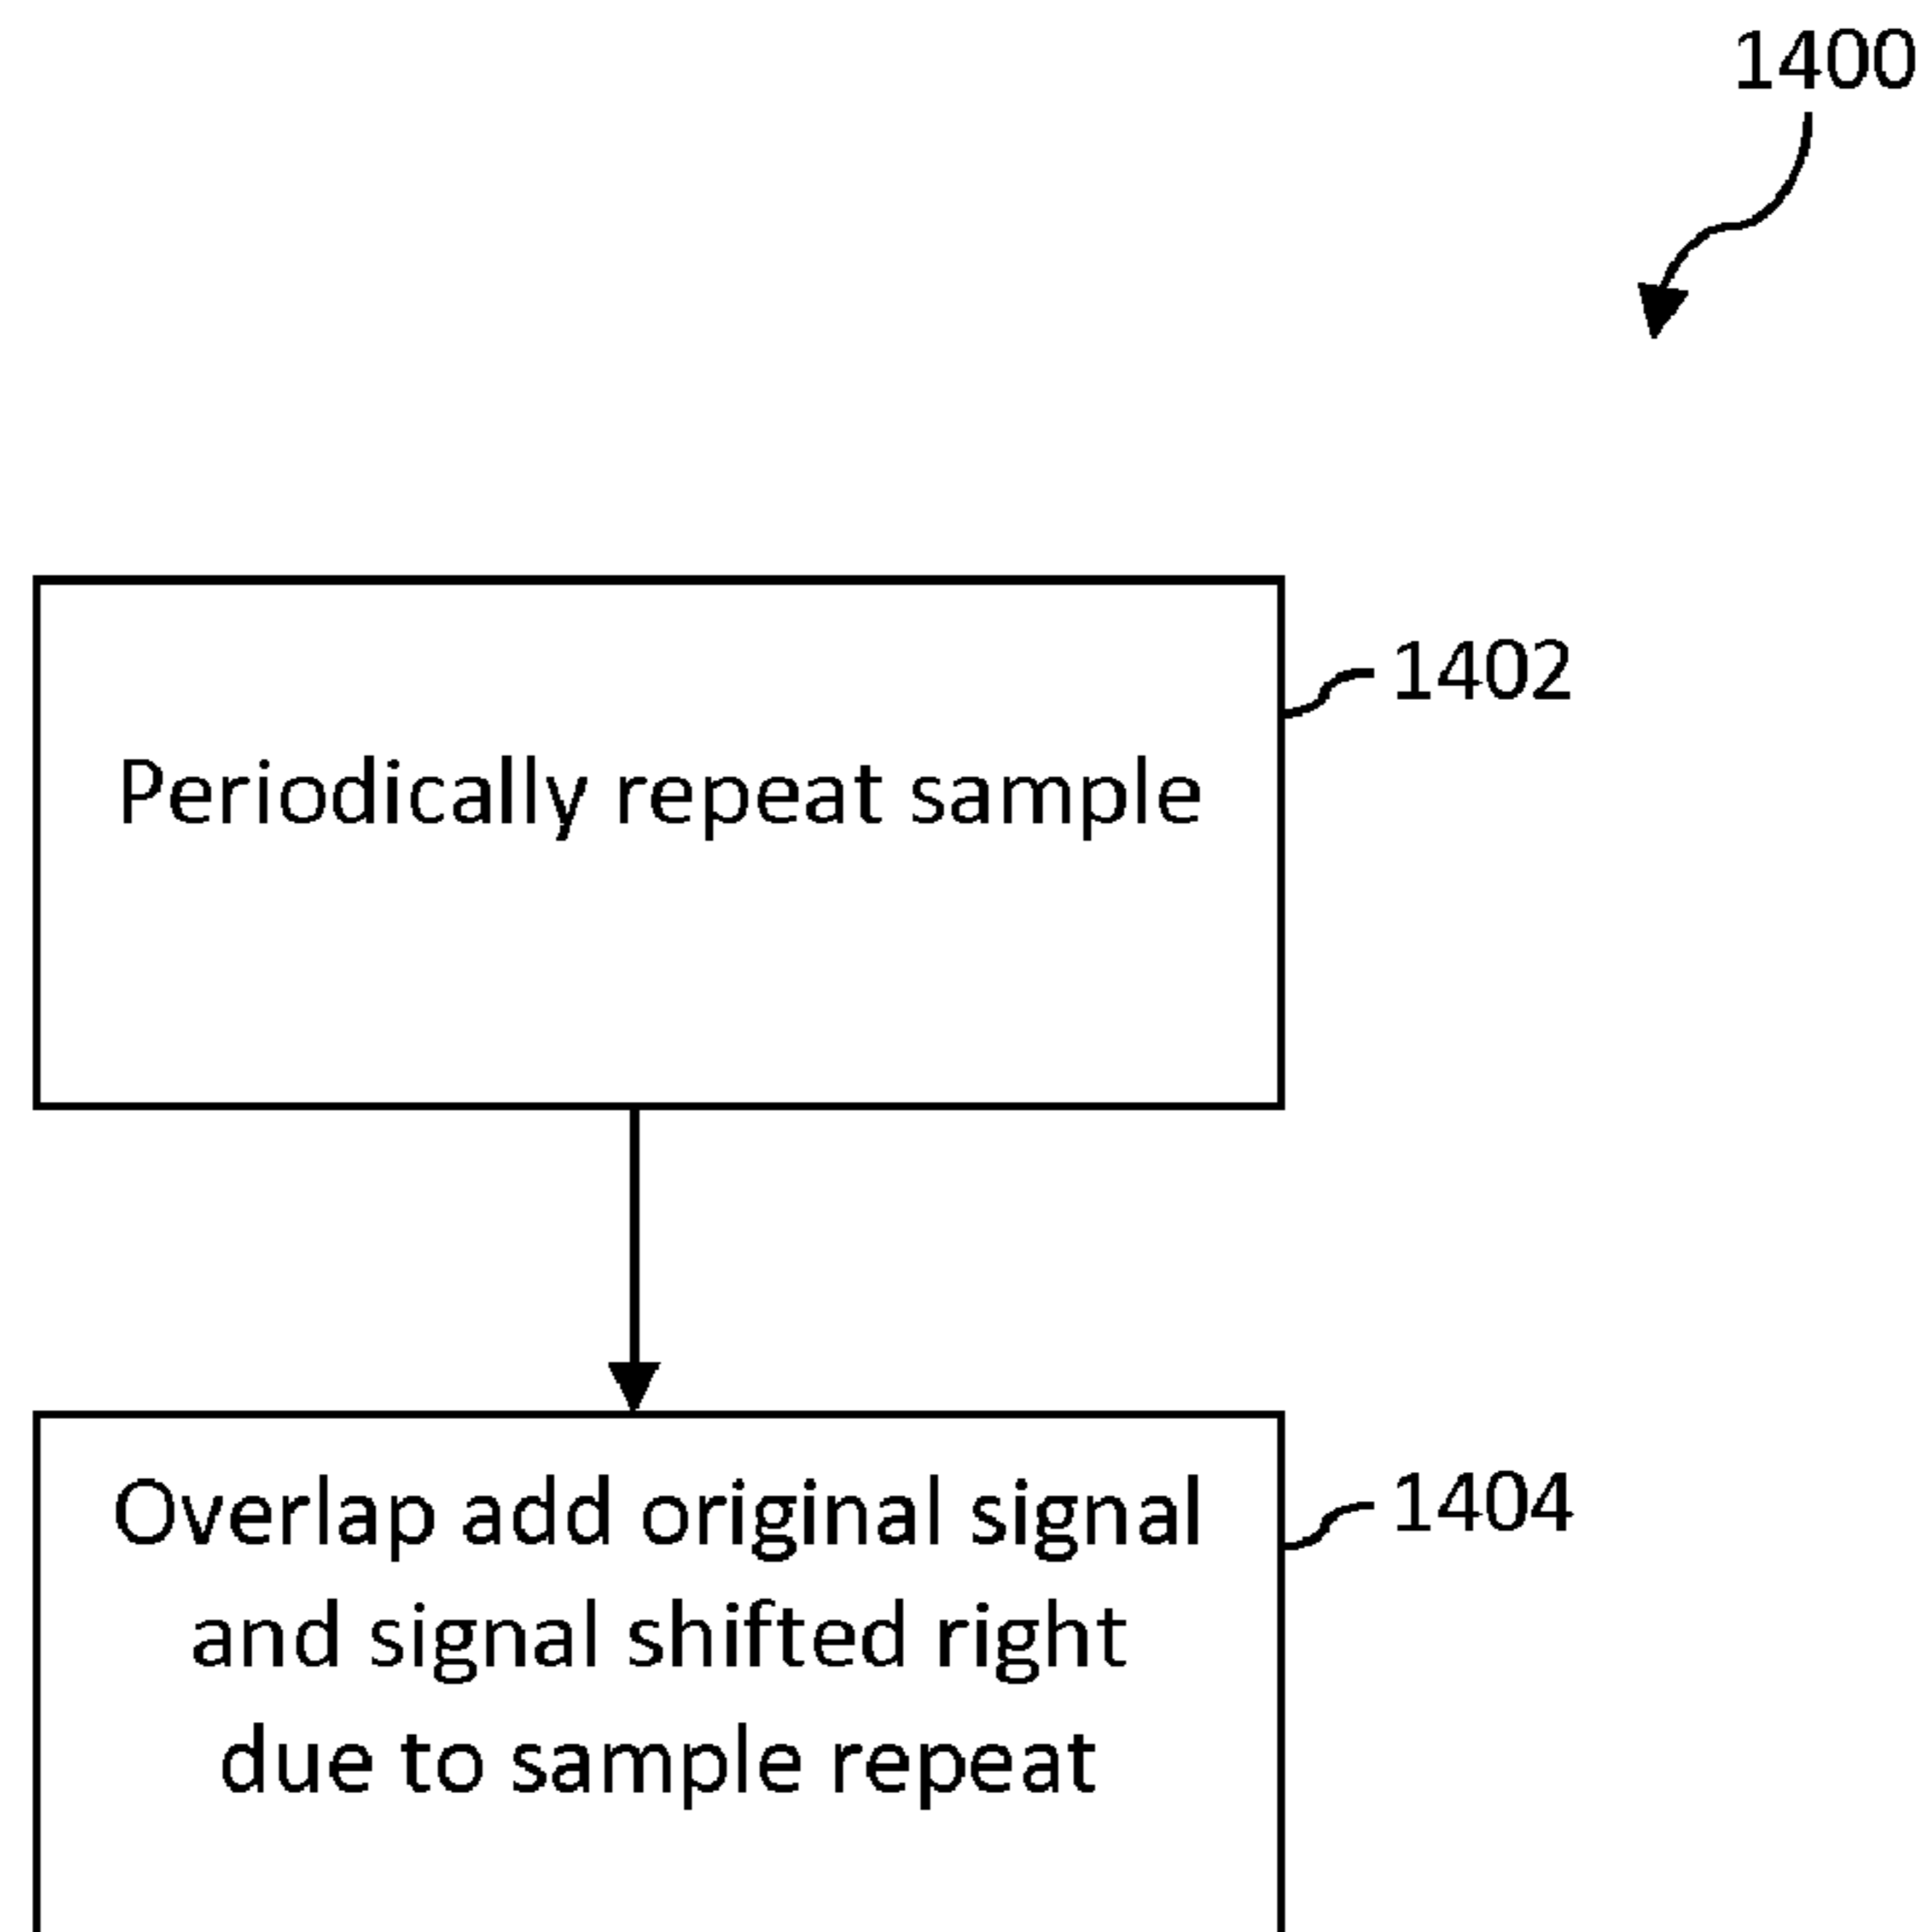 1400
1402
Periodically repeat sample
Overlap add original signal
1404
and signal shifted right
due to sample repeat